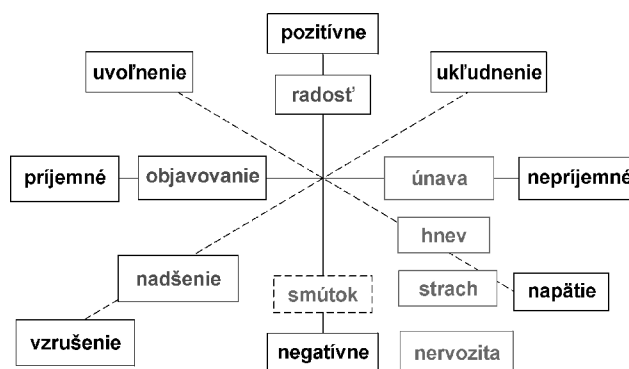 pozitívne
uvoľnenie
ukľudnenie
radosť
príjemné
objavovanie
únava
nepríjemné
hnev
nadšenie
smútok
strach
napätie
vzrušenie
negatívne
nervozita